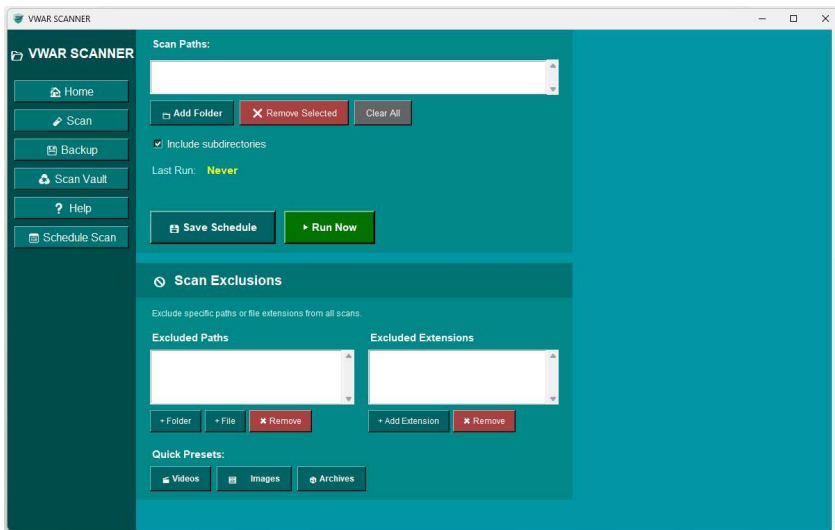 VWAR SCANNER
VWAR SCANNER
Home
Scan
Backup
Scan Vault
? Help
Schedule Scan
Scan Paths:
Add Folder
Remove Selected
Clear All
Include subdirectories
Last Run: Never
Save Schedule
Run Now
Scan Exclusions
Exclude specific paths or file extensions from all scans.
Excluded Paths
Excluded Extensions
+ Folder
+ File
Remove
+ Add Extension
Remove
Quick Presets:
Videos
Images
Archives